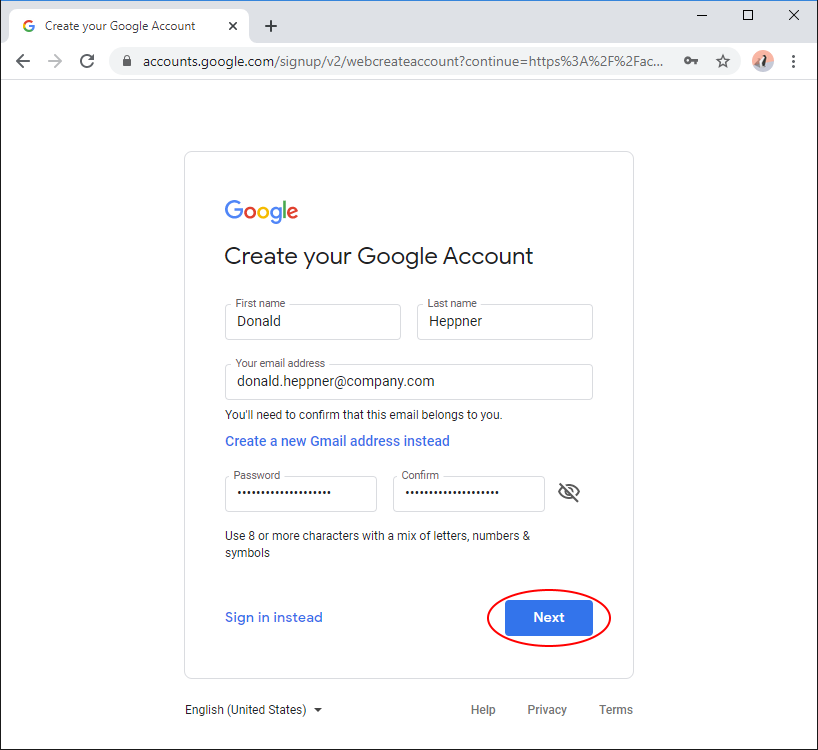 Create your Google Account
accounts.google.com/signup/v2/webcreateaccount?continue=https%3A%2F%2Fac...
Google
Create your Google Account
First name
Last name
Donald
Heppner
Your email address
donald.heppner@company.com
You'll need to confirm that this email belongs to you.
Create a new Gmail address instead
Password
Confirm
••••••••••••••••••••
••••••••••••••••••••
Use 8 or more characters with a mix of letters, numbers &
symbols
Sign in instead
Next
English (United States)
Help
Privacy
Terms